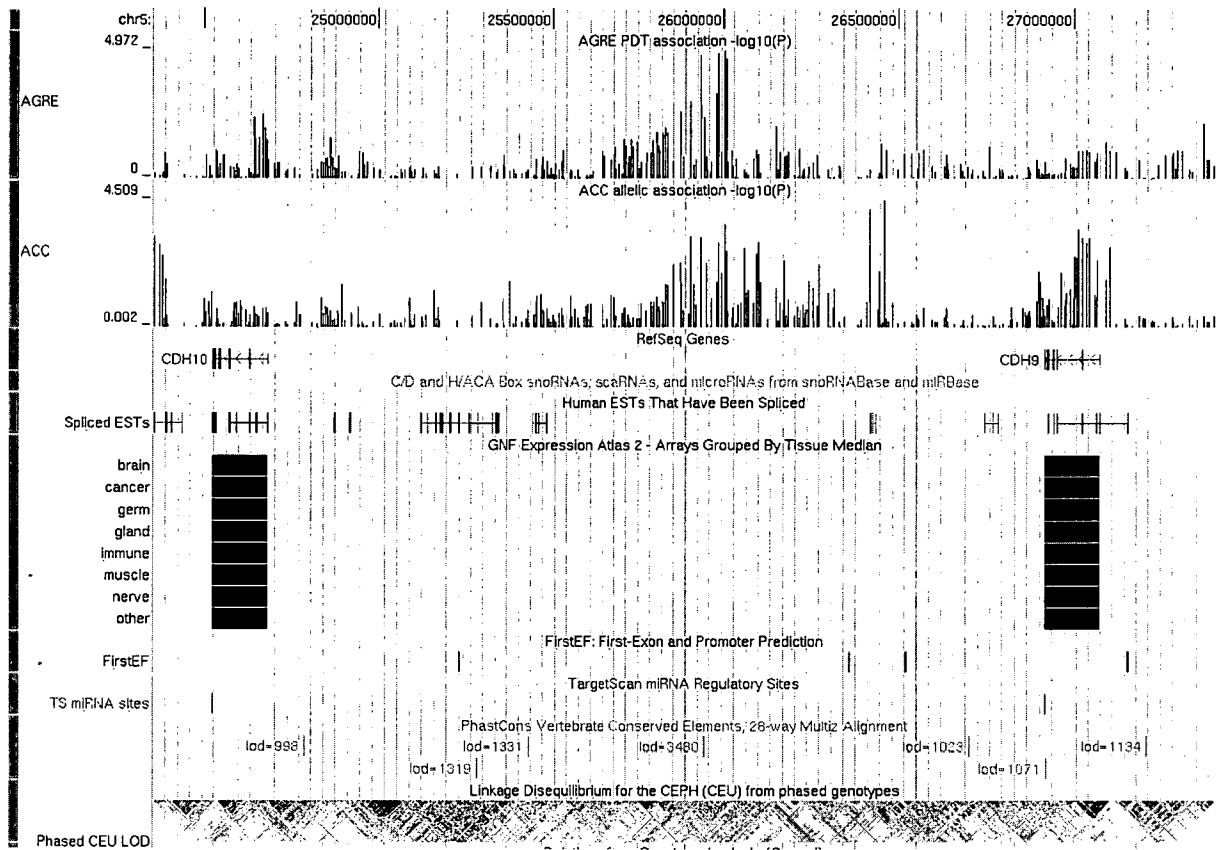 chr5: 25000000 25500000 26000000 26500000 27000000
4.972 AGRE PDT association -log10(P)
AGRE
0
ACC allelic association -log10(P)
4.509
ACC
0.002
RefSeq Genes
CDH10 CDH9
C/D and H/ACA Box snoRNAs, scaRNAs, and microRNAs from snoRNABase and miRBase
Human ESTs That Have Been Spliced
Spliced ESTs
GNF Expression Atlas 2 - Arrays Grouped By Tissue Median
brain
cancer
germ
gland
immune
muscle
nerve
other
FirstEF: First-Exon and Promoter Prediction
FirstEF
TargetScan miRNA Regulatory Sites
TS miRNA sites
PhastCons Vertebrate Conserved Elements, 28-way Multiz Alignment
lod=998 lod=1331 lod=3480 lod=1023 lod=1134
lod=1319 lod=1071
Linkage Disequilibrium for the CEPH (CEU) from phased genotypes
Phased CEU LOD